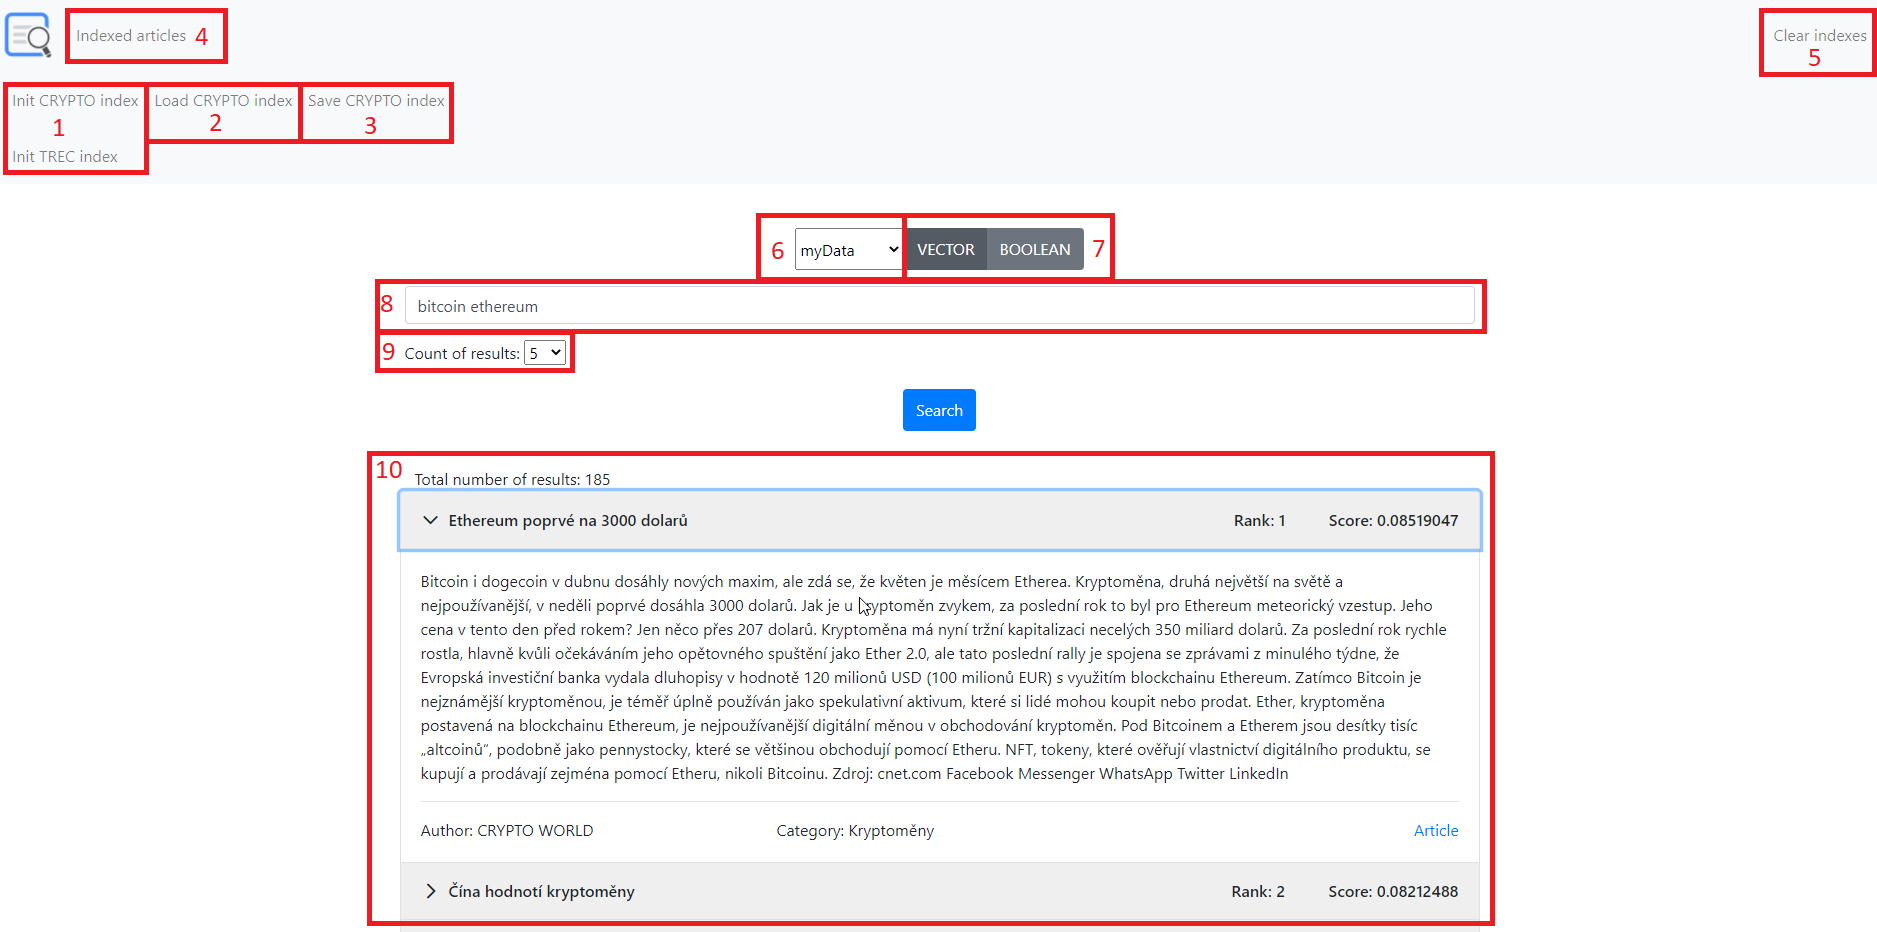 Indexed articles 4
Clear indexes
5
Init CRYPTO index
1
Init TREC index
Load CRYPTO index
2
Save CRYPTO index
3
6 myData
VECTOR BOOLEAN 7
8 bitcoin ethereum
9 Count of results: 5
Search
10 Total number of results: 185
Ethereum poprvé na 3000 dolarů Rank: 1 Score: 0.08519047
Bitcoin i dogecoin v dubnu dosáhly nových maxim, ale zdá se, že květen je měsícem Etherea. Kryptoměna, druhá největší na světě a
nejpoužívanější, v neděli poprvé dosáhla 3000 dolarů. Jak je u kryptoměn zvykem, za poslední rok to byl pro Ethereum meteorický vzestup. Jeho
cena v tento den před rokem? Jen něco přes 207 dolarů. Kryptoměna má nyní tržní kapitalizaci necelých 350 miliard dolarů. Za poslední rok rychle
rostla, hlavně kvůli očekáváním jeho opětovného spuštění jako Ether 2.0, ale tato poslední rally je spojena se zprávami z minulého týdne, že
Evropská investiční banka vydala dluhopisy v hodnotě 120 milionů USD (100 milionů EUR) s využitím blockchainu Ethereum. Zatímco Bitcoin je
nejznámější kryptoměnou, je téměř úplně používán jako spekulativní aktivum, které si lidé mohou koupit nebo prodat. Ether, kryptoměna
postavená na blockchainu Ethereum, je nejpoužívanější digitální měnou v obchodování kryptoměn. Pod Bitcoinem a Etherem jsou desítky tisíc
„altcoinů“, podobně jako pennystocky, které se většinou obchodují pomocí Etheru. NFT, tokeny, které ověřují vlastnictví digitálního produktu, se
kupují a prodávají zejména pomocí Etheru, nikoli Bitcoinu. Zdroj: cnet.com Facebook Messenger WhatsApp Twitter LinkedIn
Author: CRYPTO WORLD Category: Kryptoměny Article
Čína hodnotí kryptoměny Rank: 2 Score: 0.08212488